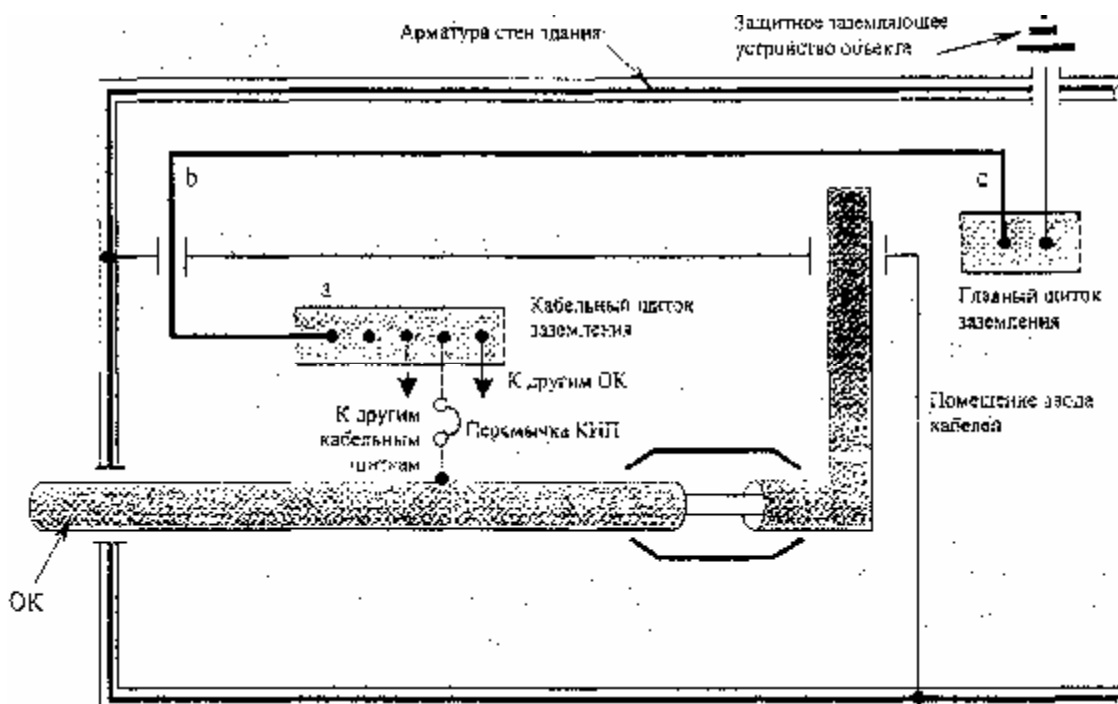 Арматура стен здания
Защитное заземляющее
устройство объекта
b
c
a
Кабельный щиток
заземления
Главный щиток
заземления
К другим ОК
К другим
кабельным
щиткам
Перемычка КИП
Помещение ввода
кабелей
ОК